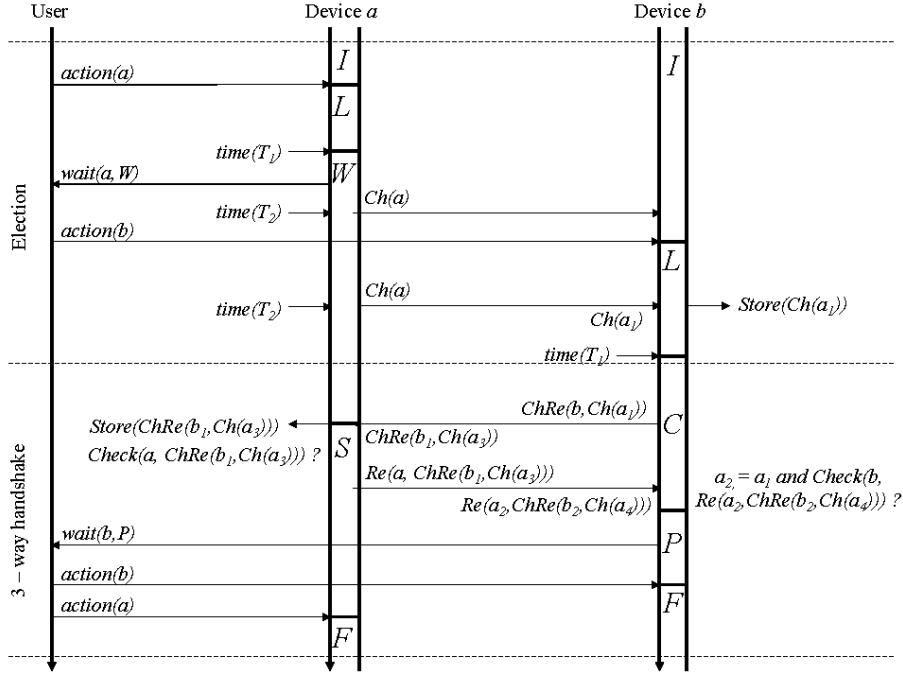 User Device a Device b
I I
action(a)
L
time(T₁)
W
wait(a, W)
Ch(a)
time(T₂)
action(b)
L
Election
Ch(a)
time(T₂) Store(Ch(a₁))
Ch(a₁)
time(T₁)
ChRe(b,Ch(a₁))
Store(ChRe(b₁,Ch(a₃))) C
ChRe(b₁,Ch(a₃))
S
Check(a, ChRe(b₁,Ch(a₃))) ?
Re(a, ChRe(b₁,Ch(a₃))) a₂ = a₁ and Check(b,
Re(a₂,ChRe(b₂,Ch(a₄))) Re(a₂,ChRe(b₂,Ch(a₄))) ?
3 – way handshake
wait(b,P) P
action(b)
F
action(a)
F